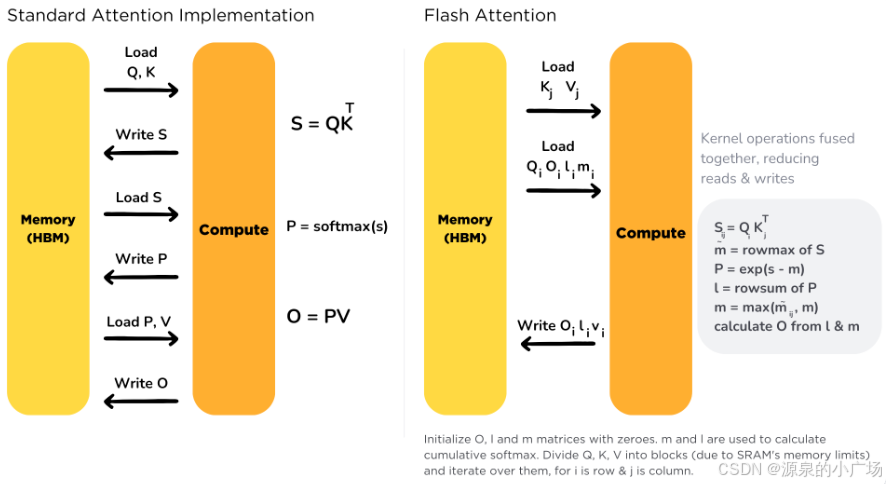 Standard Attention Implementation
Load
Q, K
Write S
Load S
Write P
Load P, V
Write O
Memory
(HBM)
Compute
S = QK^T
P = softmax(s)
O = PV
Flash Attention
Load
K_j V_j
Load
Q_i O_i l_i m_i
Write O_i l_i v_i
Memory
(HBM)
Compute
Kernel operations fused
together, reducing
reads & writes
S_ij = Q_i K_j^T
m̃ = rowmax of S
P = exp(s - m)
l = rowsum of P
m = max(m̃_ij, m)
calculate O from l & m
Initialize O, l and m matrices with zeroes. m and l are used to calculate
cumulative softmax. Divide Q, K, V into blocks (due to SRAM's memory limits)
and iterate over them, for i is row & j is column.
CSDN @源泉的小广场